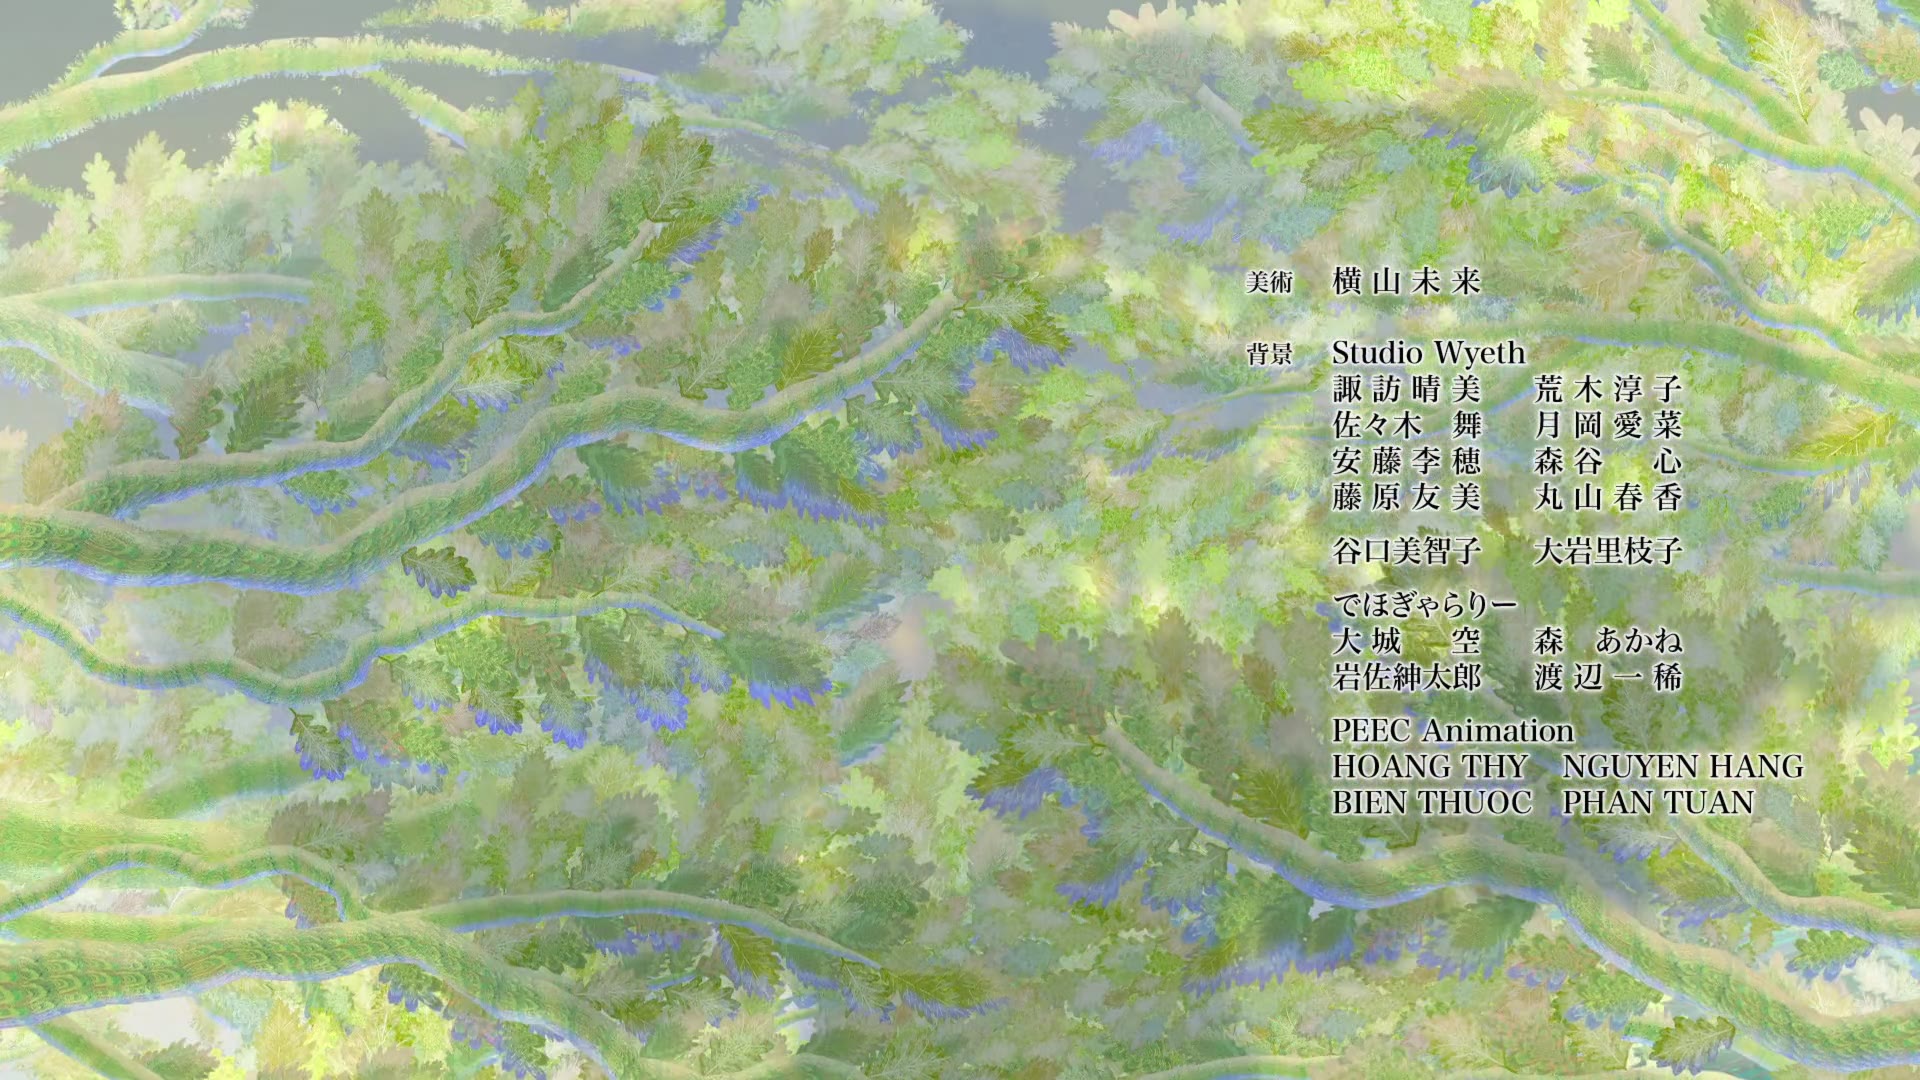 美術 横山未来
背景 Studio Wyeth
諏訪晴美 荒木淳子
佐々木 舞 月岡愛菜
安藤李穂 森谷 心
藤原友美 丸山春香
谷口美智子 大岩里枝子
でほぎゃらりー
大城 空 森 あかね
岩佐紳太郎 渡辺一稀
PEEC Animation
HOANG THY NGUYEN HANG
BIEN THUOC PHAN TUAN